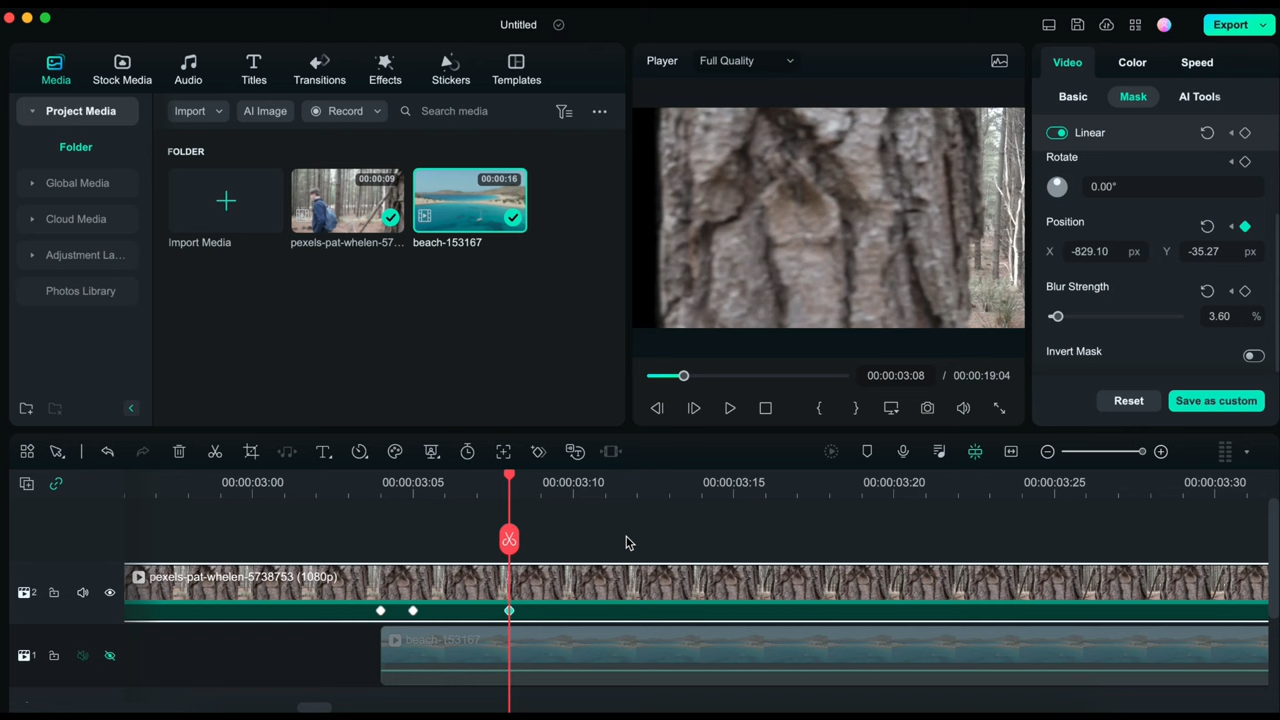 Untitled
Export
Media
Stock Media
Audio
Titles
Transitions
Effects
Stickers
Templates
Player
Full Quality
Video
Color
Speed
Project Media
Import
AI Image
Record
Search media
Basic
Mask
AI Tools
Folder
FOLDER
Linear
Global Media
00:00:09
00:00:16
Rotate
0.00°
Cloud Media
Import Media
pexels-pat-whelen-57...
beach-153167
Position
X -829.10 px Y -35.27 px
Adjustment La...
Photos Library
Blur Strength
3.60 %
Invert Mask
00:00:03:08 / 00:00:19:04
Reset
Save as custom
00:00:03:00
00:00:03:05
00:00:03:10
00:00:03:15
00:00:03:20
00:00:03:25
00:00:03:30
pexels-pat-whelen-5738753 (1080p)
2
beach-153167
1